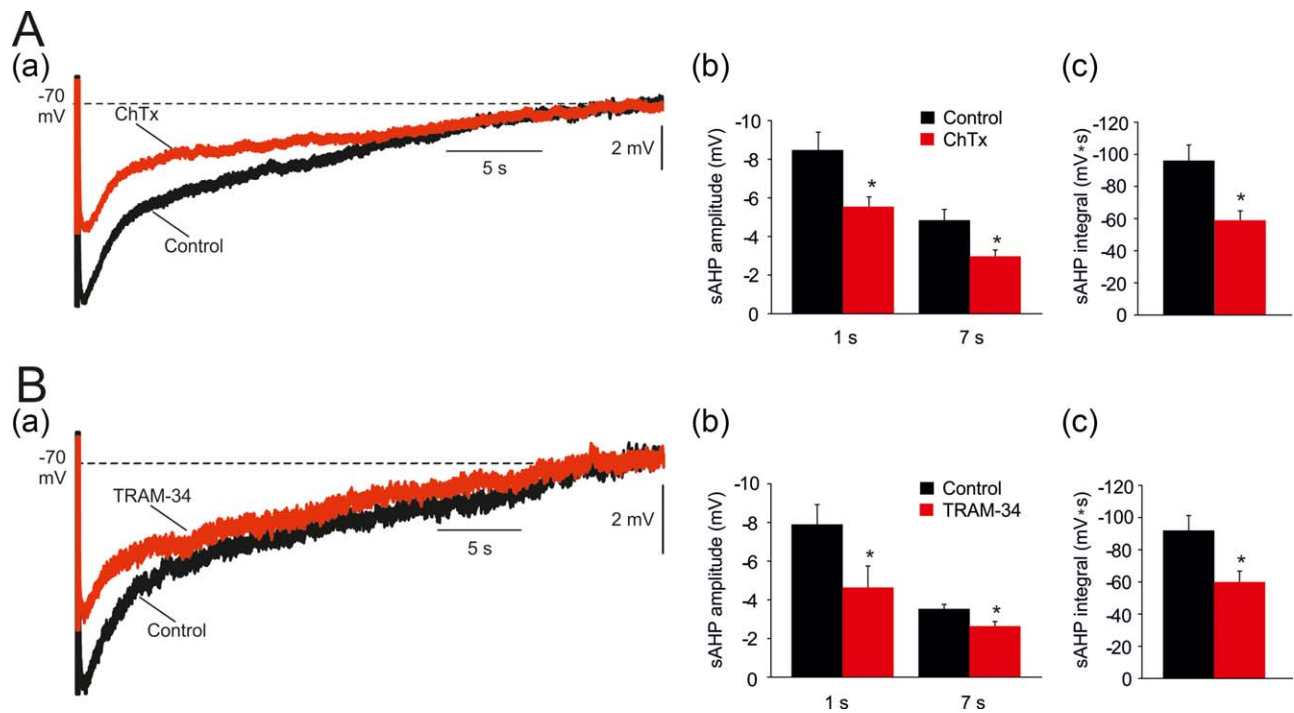 A
(a)
-70
mV
ChTx
Control
5 s
2 mV
(b)
sAHP amplitude (mV)
-10
-8
-6
-4
-2
0
Control
ChTx
*
*
1 s
7 s
(c)
sAHP integral (mV*s)
-120
-100
-80
-60
-40
-20
0
*
B
(a)
-70
mV
TRAM-34
Control
5 s
2 mV
(b)
sAHP amplitude (mV)
-10
-8
-6
-4
-2
0
Control
TRAM-34
*
*
1 s
7 s
(c)
sAHP integral (mV*s)
-120
-100
-80
-60
-40
-20
0
*